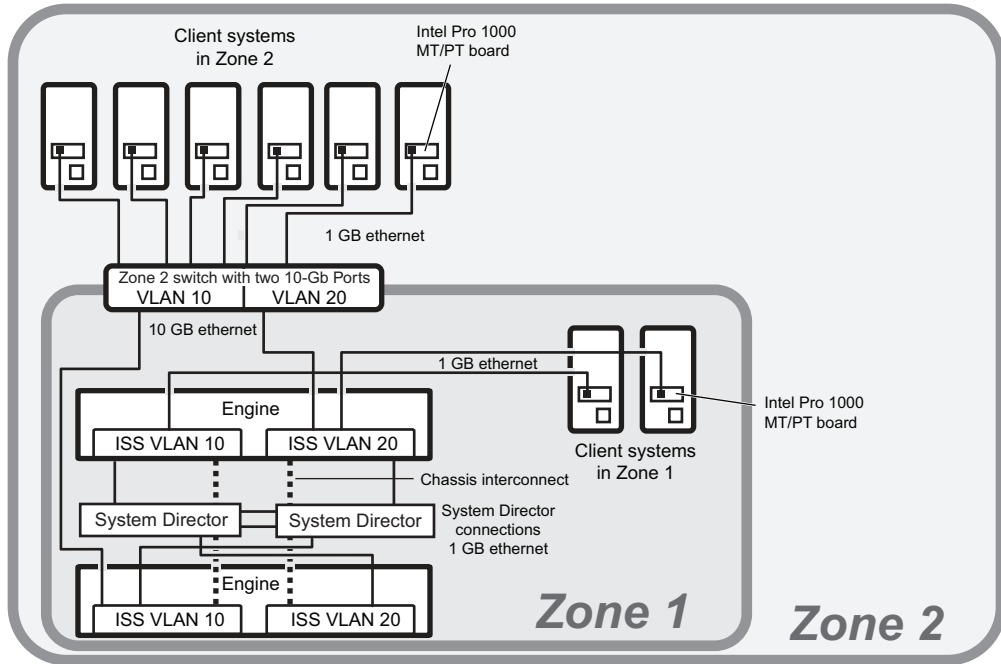 Client systems
in Zone 2
Intel Pro 1000
MT/PT board
1 GB ethernet
Zone 2 switch with two 10-Gb Ports
VLAN 10
VLAN 20
10 GB ethernet
1 GB ethernet
Engine
ISS VLAN 10
ISS VLAN 20
Intel Pro 1000
MT/PT board
Client systems
in Zone 1
Chassis interconnect
System Director
System Director
System Director
connections
1 GB ethernet
Engine
ISS VLAN 10
ISS VLAN 20
Zone 1
Zone 2